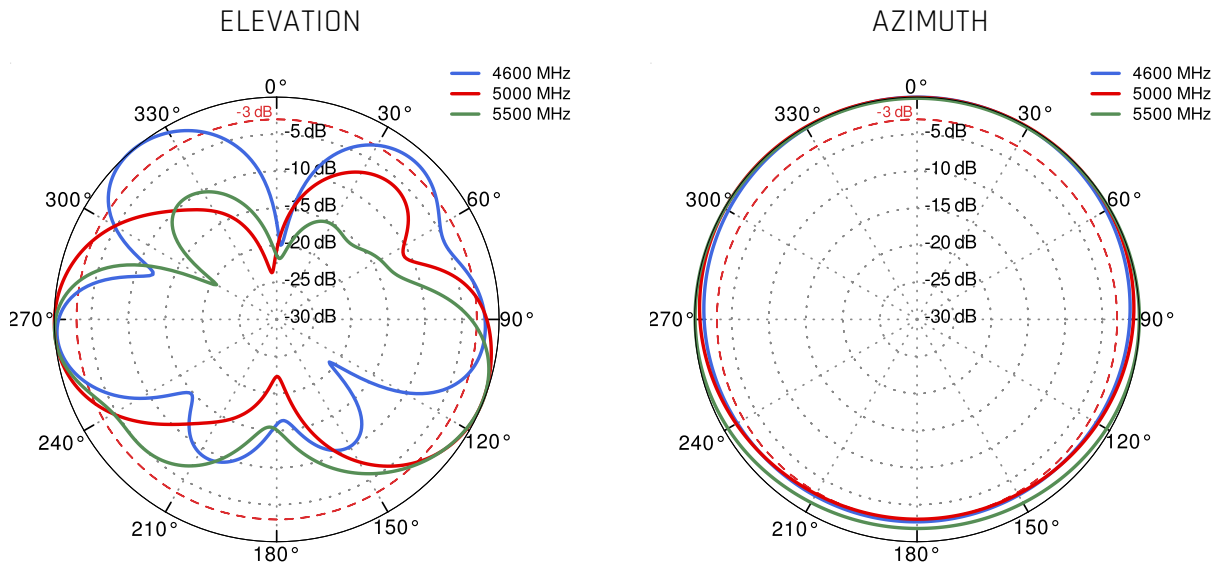 ELEVATION
4600 MHz
5000 MHz
5500 MHz
0°
30°
60°
90°
120°
150°
180°
210°
240°
270°
300°
330°
-3 dB
-5 dB
-10 dB
-15 dB
-20 dB
-25 dB
-30 dB
AZIMUTH
4600 MHz
5000 MHz
5500 MHz
0°
30°
60°
90°
120°
150°
180°
210°
240°
270°
300°
330°
-3 dB
-5 dB
-10 dB
-15 dB
-20 dB
-25 dB
-30 dB